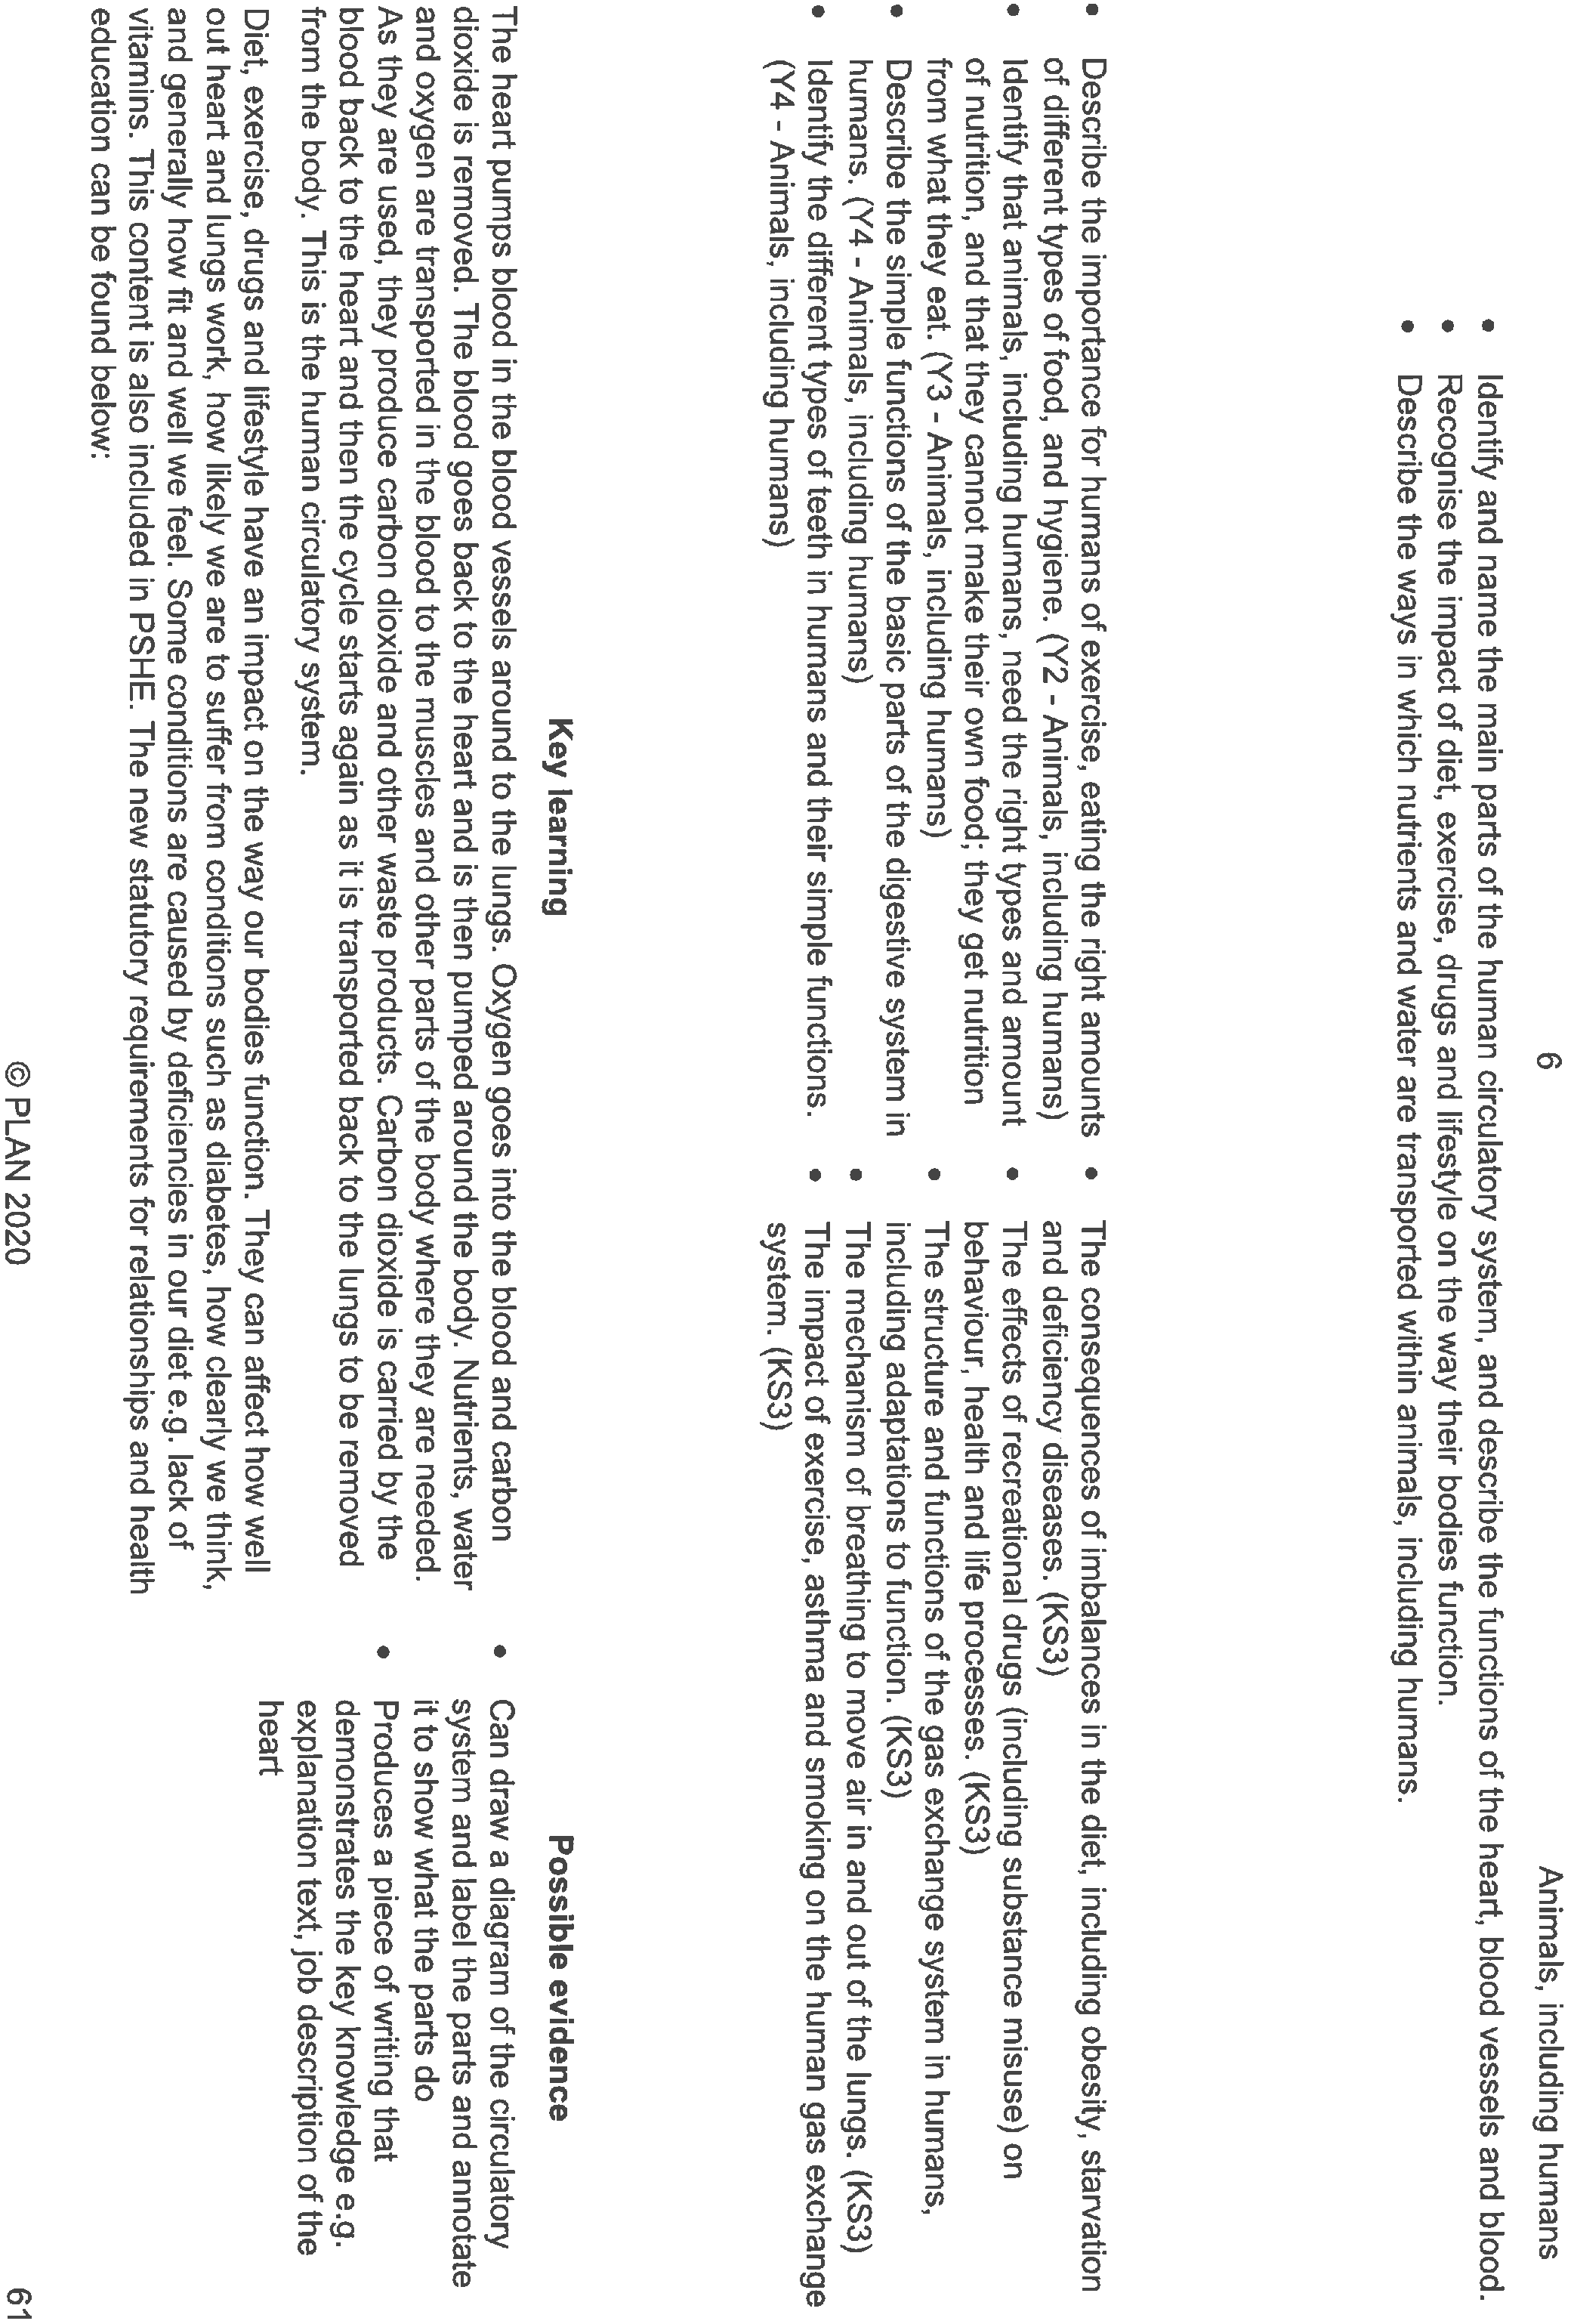 6
Animals, including humans
• Identify and name the main parts of the human circulatory system, and describe the functions of the heart, blood vessels and blood.
• Recognise the impact of diet, exercise, drugs and lifestyle on the way their bodies function.
• Describe the ways in which nutrients and water are transported within animals, including humans.
• Describe the importance for humans of exercise, eating the right amounts
of different types of food, and hygiene. (Y2 - Animals, including humans)
• Identify that animals, including humans, need the right types and amount
of nutrition, and that they cannot make their own food; they get nutrition
from what they eat. (Y3 - Animals, including humans)
• Describe the simple functions of the basic parts of the digestive system in
humans. (Y4 - Animals, including humans)
• Identify the different types of teeth in humans and their simple functions.
(Y4 - Animals, including humans)
• The consequences of imbalances in the diet, including obesity, starvation
and deficiency diseases. (KS3)
• The effects of recreational drugs (including substance misuse) on
behaviour, health and life processes. (KS3)
• The structure and functions of the gas exchange system in humans,
including adaptations to function. (KS3)
• The mechanism of breathing to move air in and out of the lungs. (KS3)
• The impact of exercise, asthma and smoking on the human gas exchange
system. (KS3)
Key learning
The heart pumps blood in the blood vessels around to the lungs. Oxygen goes into the blood and carbon
dioxide is removed. The blood goes back to the heart and is then pumped around the body. Nutrients, water
and oxygen are transported in the blood to the muscles and other parts of the body where they are needed.
As they are used, they produce carbon dioxide and other waste products. Carbon dioxide is carried by the
blood back to the heart and then the cycle starts again as it is transported back to the lungs to be removed
from the body. This is the human circulatory system.
Diet, exercise, drugs and lifestyle have an impact on the way our bodies function. They can affect how well
out heart and lungs work, how likely we are to suffer from conditions such as diabetes, how clearly we think,
and generally how fit and well we feel. Some conditions are caused by deficiencies in our diet e.g. lack of
vitamins. This content is also included in PSHE. The new statutory requirements for relationships and health
education can be found below:
Possible evidence
• Can draw a diagram of the circulatory
system and label the parts and annotate
it to show what the parts do
• Produces a piece of writing that
demonstrates the key knowledge e.g.
explanation text, job description of the
heart
© PLAN 2020
61